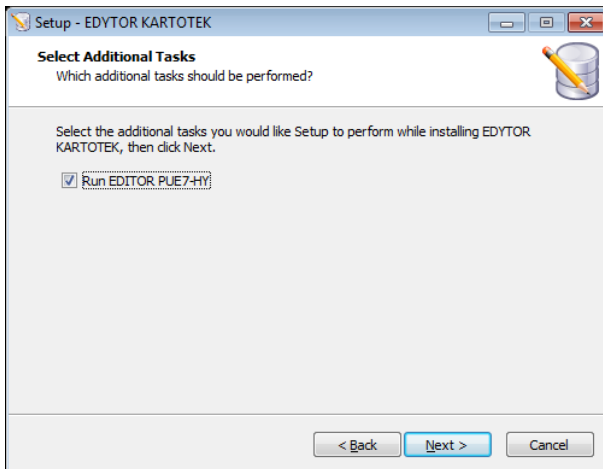 Setup - EDYTOR KARTOTEK
Select Additional Tasks
Which additional tasks should be performed?
Select the additional tasks you would like Setup to perform while installing EDYTOR
KARTOTEK, then click Next.
Run EDITOR PUE7-HY
< Back
Next >
Cancel